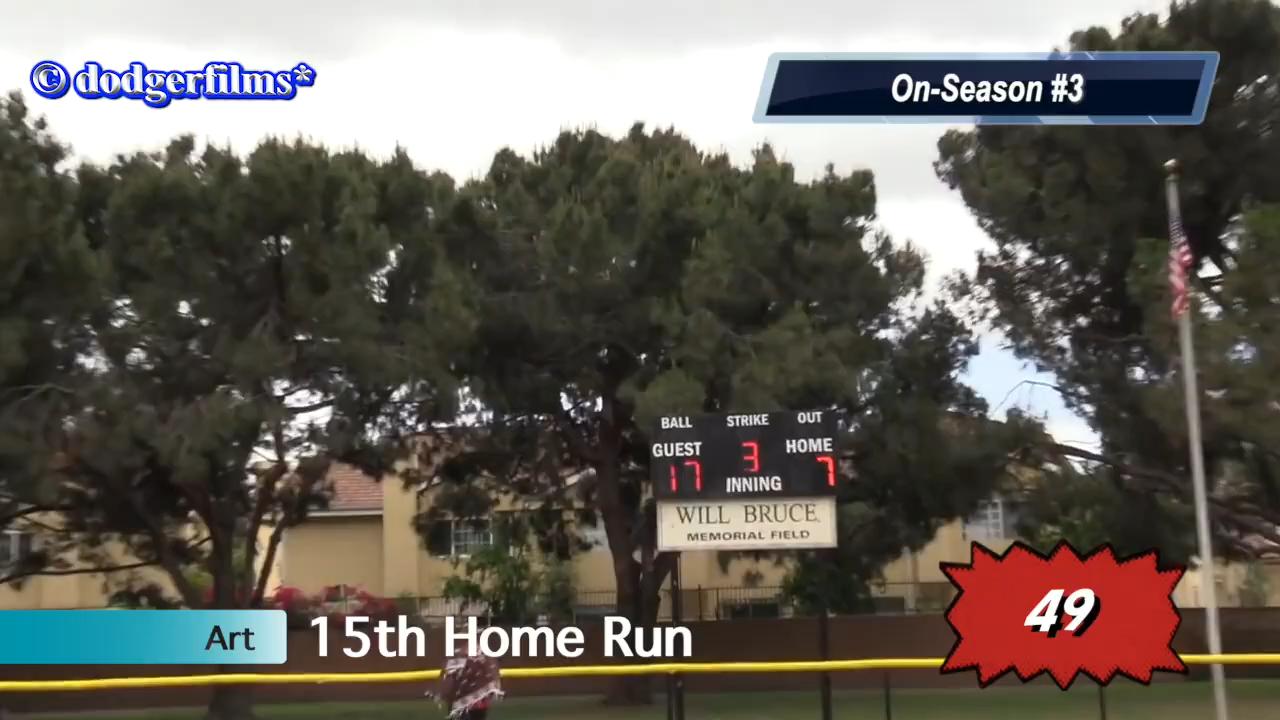 © dodgerfilms*
On-Season #3
BALL STRIKE OUT
GUEST HOME
17 3 7
INNING
WILL BRUCE
MEMORIAL FIELD
49
Art 15th Home Run